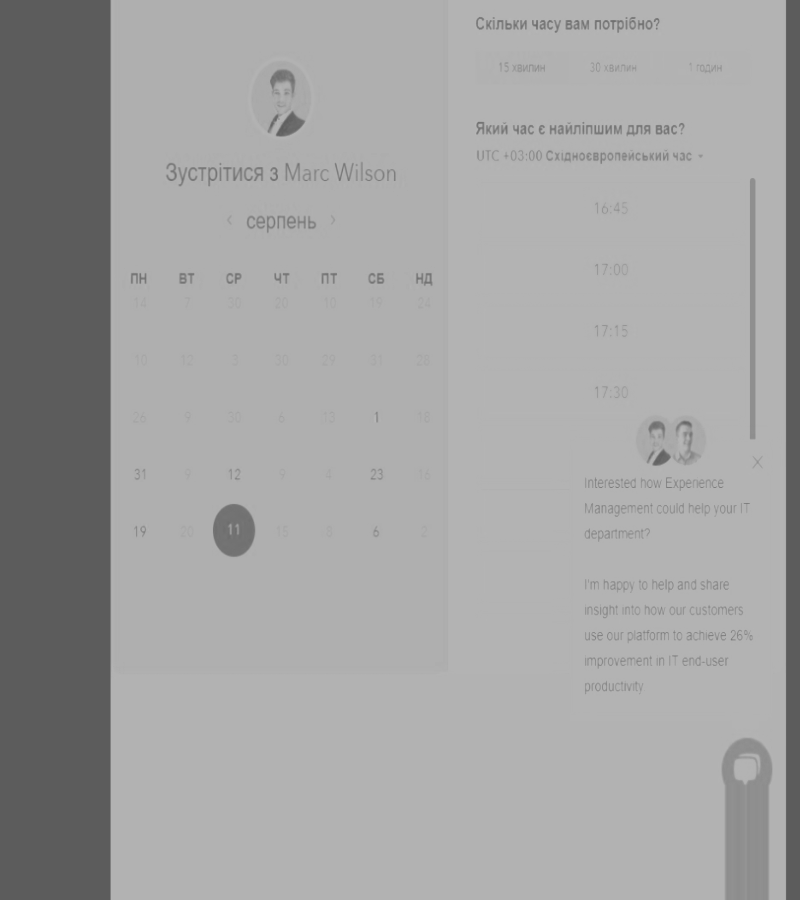 Зустрітися з Marc Wilson
‹ серпень ›
ПН ВТ СР ЧТ ПТ СБ НД
14 7 30 20 10 19 24
10 12 3 30 29 31 28
26 9 30 6 13 1 18
31 9 12 9 4 23 16
19 20 11 15 8 6 2
Скільки часу вам потрібно?
15 хвилин 30 хвилин 1 годин
Який час є найліпшим для вас?
UTC +03:00 Східноєвропейський час
16:45
17:00
17:15
17:30
Interested how Experience
Management could help your IT
department?
I'm happy to help and share
insight into how our customers
use our platform to achieve 26%
improvement in IT end-user
productivity